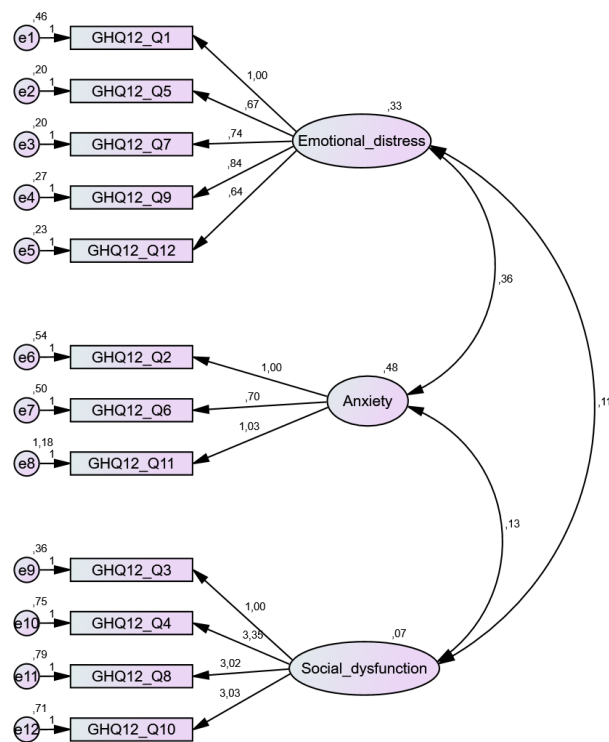 ,46
e1 1 GHQ12_Q1
,20
e2 1 GHQ12_Q5
,20
e3 1 GHQ12_Q7
,27
e4 1 GHQ12_Q9
,23
e5 1 GHQ12_Q12
1,00
,67
,74
,84
,64
,33
Emotional_distress
,36
,11
,54
e6 1 GHQ12_Q2
,50
e7 1 GHQ12_Q6
1,18
e8 1 GHQ12_Q11
1,00
,70
1,03
,48
Anxiety
,13
,36
e9 1 GHQ12_Q3
,75
e10 1 GHQ12_Q4
,79
e11 1 GHQ12_Q8
,71
e12 1 GHQ12_Q10
1,00
3,35
3,02
3,03
,07
Social_dysfunction